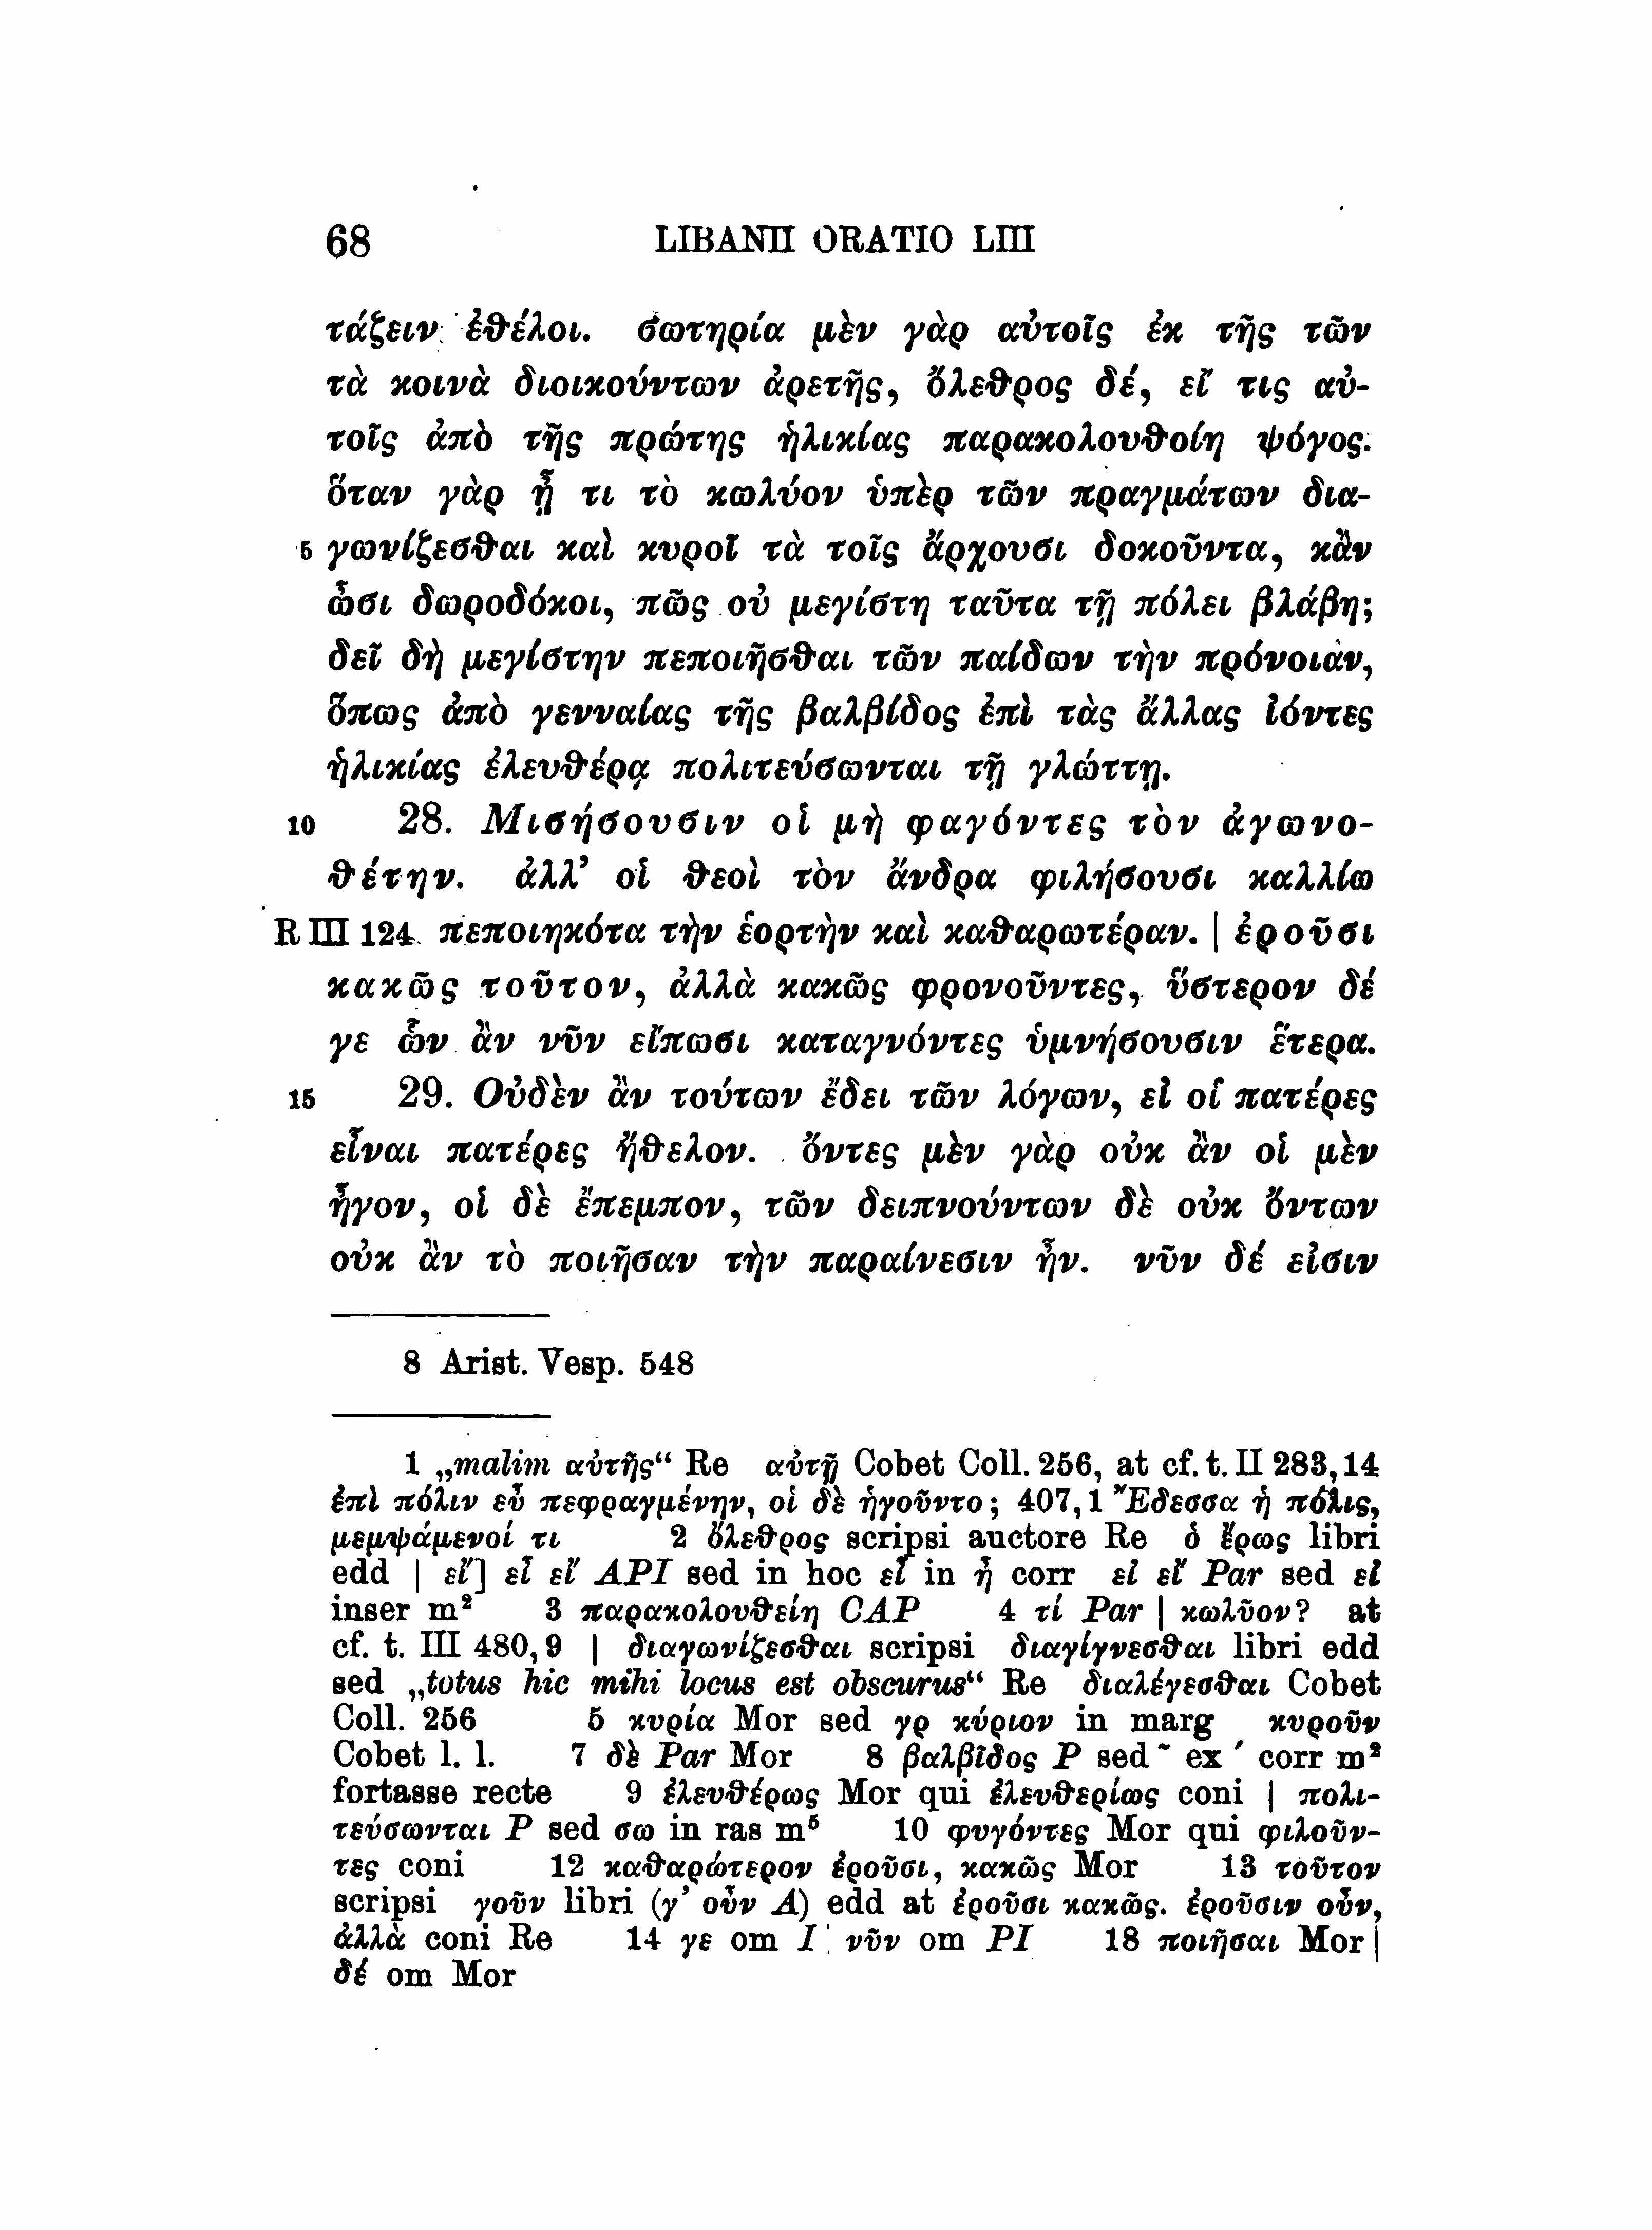 68 LIBANII ORATIO LIII
τάξειν ἐθέλοι. σωτηρία μὲν γὰρ αὐτοῖς ἐκ τῆς τῶν
τὰ κοινὰ διοικούντων ἀρετῆς, ὄλεθρος δέ, εἴ τις αὐ-
τοῖς ἀπὸ τῆς πρώτης ἡλικίας παρακολουθοίη ψόγος.
ὅταν γὰρ ᾖ τι τὸ κωλύον ὑπὲρ τῶν πραγμάτων δια-
5 γωνίζεσθαι καὶ κυροῖ τὰ τοῖς ἄρχουσι δοκοῦντα, κἂν
ὦσι δωροδόκοι, πῶς οὐ μεγίστη ταῦτα τῇ πόλει βλάβη;
δεῖ δὴ μεγίστην πεποιῆσθαι τῶν παίδων τὴν πρόνοιαν,
ὅπως ἀπὸ γενναίας τῆς βαλβίδος ἐπὶ τὰς ἄλλας ἰόντες
ἡλικίας ἐλευθέρᾳ πολιτεύσωνται τῇ γλώττῃ.
10 28. Μισήσουσιν οἱ μὴ φαγόντες τὸν ἀγωνο-
θέτην. ἀλλ’ οἱ θεοὶ τὸν ἄνδρα φιλήσουσι καλλίω
R III 124 πεποιηκότα τὴν ἑορτὴν καὶ καθαρωτέραν. | ἐροῦσι
κακῶς τοῦτον, ἀλλὰ κακῶς φρονοῦντες, ὕστερον δέ
γε ὧν ἂν νῦν εἴπωσι καταγνόντες ὑμνήσουσιν ἕτερα.
15 29. Οὐδὲν ἂν τούτων ἔδει τῶν λόγων, εἰ οἱ πατέρες
εἶναι πατέρες ἤθελον. ὄντες μὲν γὰρ οὐκ ἂν οἱ μὲν
ἦγον, οἱ δὲ ἔπεμπον, τῶν δειπνούντων δὲ οὐκ ὄντων
οὐκ ἂν τὸ ποιῆσαν τὴν παραίνεσιν ἦν. νῦν δέ εἰσιν
8 Arist. Vesp. 548
1 „malim αὐτῆς“ Re αὐτῇ Cobet Coll. 256, at cf. t. II 283,14
ἐπὶ πόλιν εὖ πεφραγμένην, οἱ δὲ ἡγοῦντο; 407,1 Ἔδεσσα ἡ πόλις,
μεμψάμενοί τι 2 ὄλεθρος scripsi auctore Re ὁ ἔρως libri
edd | εἴ] εἶ εἴ API sed in hoc εἶ in ἦ corr εἰ εἴ Par sed εἰ
inser m² 3 παρακολουθείη CAP 4 τί Par | κωλῦον? at
cf. t. III 480,9 | διαγωνίζεσθαι scripsi διαγίγνεσθαι libri edd
sed „totus hic mihi locus est obscurus“ Re διαλέγεσθαι Cobet
Coll. 256 5 κυρία Mor sed γρ κύριον in marg κυροῦν
Cobet l. l. 7 δὲ Par Mor 8 βαλβῖδος P sed ῀ ex ´ corr m²
fortasse recte 9 ἐλευθέρως Mor qui ἐλευθερίως coni | πολι-
τεύσωνται P sed σω in ras m⁵ 10 φυγόντες Mor qui φιλοῦν-
τες coni 12 καθαρώτερον ἐροῦσι, κακῶς Mor 13 τοῦτον
scripsi γοῦν libri (γ’ οὖν A) edd at ἐροῦσι κακῶς. ἐροῦσιν οὖν,
ἀλλὰ coni Re 14 γε om I | νῦν om PI 18 ποιῆσαι Mor |
δέ om Mor